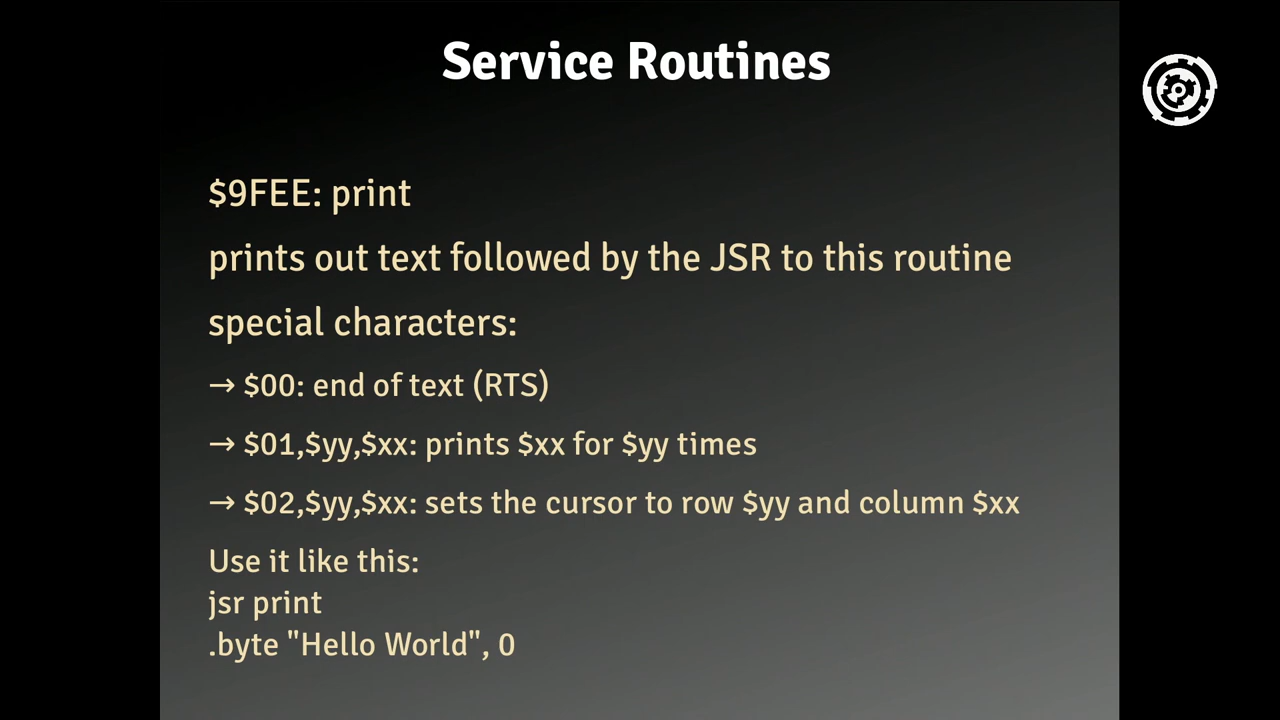 Service Routines
$9FEE: print
prints out text followed by the JSR to this routine
special characters:
→ $00: end of text (RTS)
→ $01,$yy,$xx: prints $xx for $yy times
→ $02,$yy,$xx: sets the cursor to row $yy and column $xx
Use it like this:
jsr print
.byte "Hello World", 0